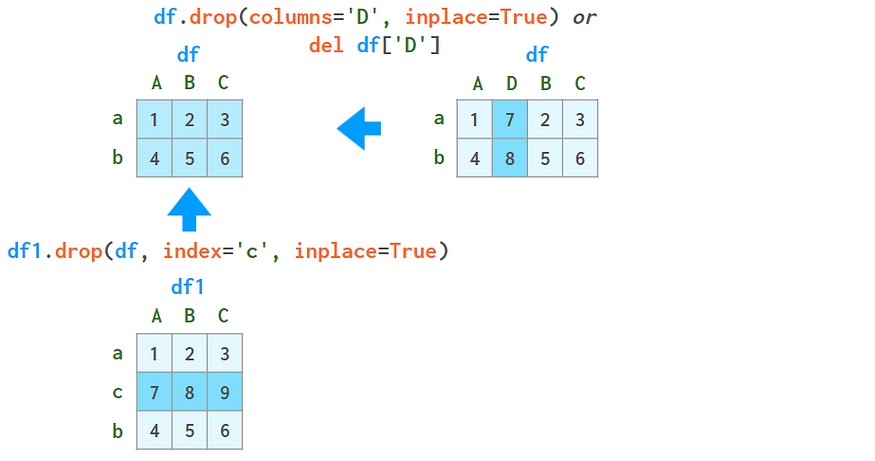 df.drop(columns='D', inplace=True) or
del df['D']
df df
A B C A D B C
a 1 2 3 a 1 7 2 3
b 4 5 6 b 4 8 5 6
df1.drop(df, index='c', inplace=True)
df1
A B C
a 1 2 3
c 7 8 9
b 4 5 6